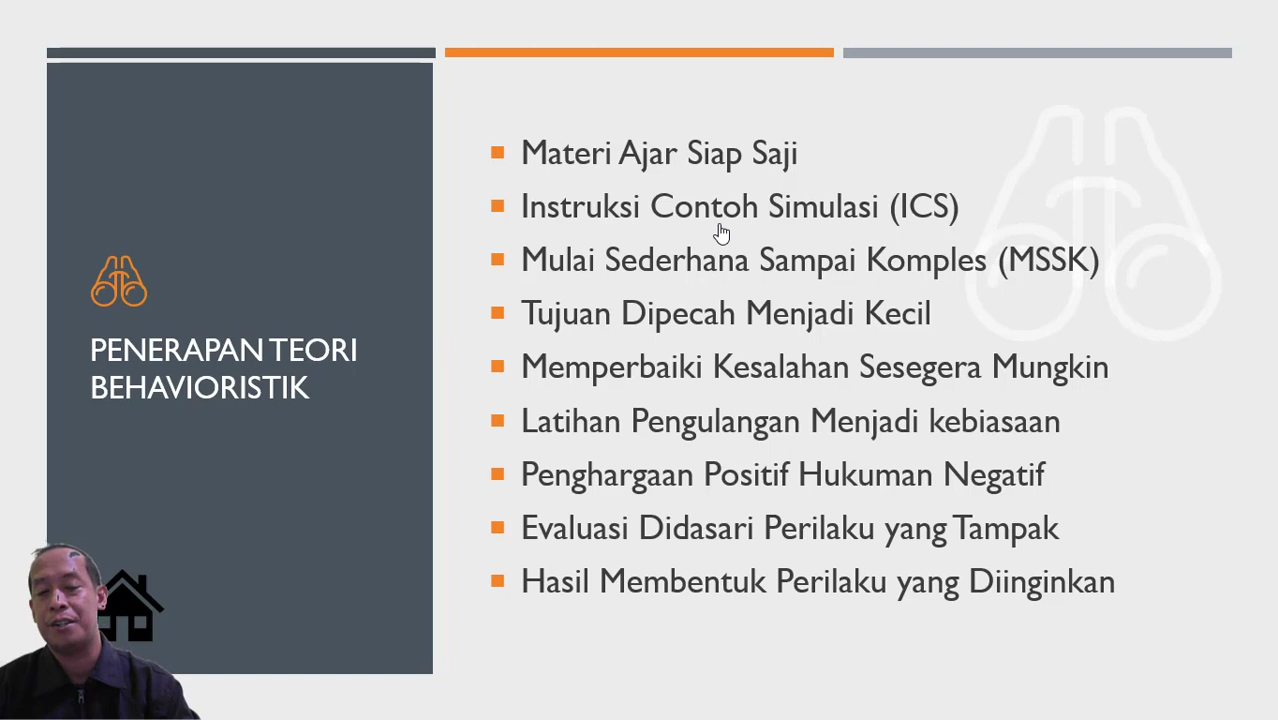 PENERAPAN TEORI
BEHAVIORISTIK
Materi Ajar Siap Saji
Instruksi Contoh Simulasi (ICS)
Mulai Sederhana Sampai Komples (MSSK)
Tujuan Dipecah Menjadi Kecil
Memperbaiki Kesalahan Sesegera Mungkin
Latihan Pengulangan Menjadi kebiasaan
Penghargaan Positif Hukuman Negatif
Evaluasi Didasari Perilaku yang Tampak
Hasil Membentuk Perilaku yang Diinginkan